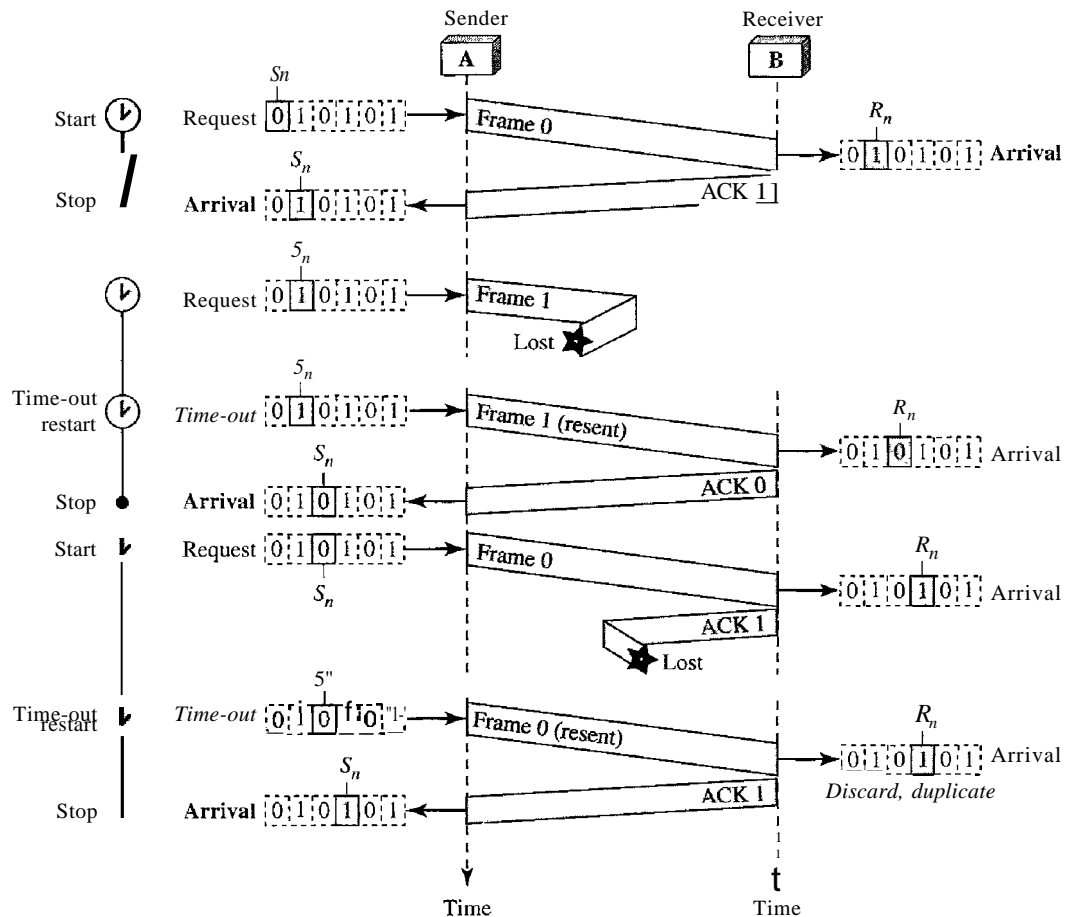 Sender Receiver
A B
Sn
Start Request 0 1 0 1 0 1 Frame 0
Rn
0 1 0 1 0 1 Arrival
Sn
Stop Arrival 0 1 0 1 0 1 ACK 1
5n
Request 0 1 0 1 0 1 Frame 1
Lost
5n
Time-out
restart Time-out 0 1 0 1 0 1 Frame 1 (resent)
Rn
0 1 0 1 0 1 Arrival
Sn
Stop Arrival 0 1 0 1 0 1 ACK 0
Start Request 0 1 0 1 0 1 Frame 0
Sn
Rn
0 1 0 1 0 1 Arrival
ACK 1
Lost
5"
Time-out
restart Time-out 0 1 0 Frame 0 (resent)
Rn
0 1 0 1 0 1 Arrival
Discard, duplicate
Sn
Stop Arrival 0 1 0 1 0 1 ACK 1
t
Time Time